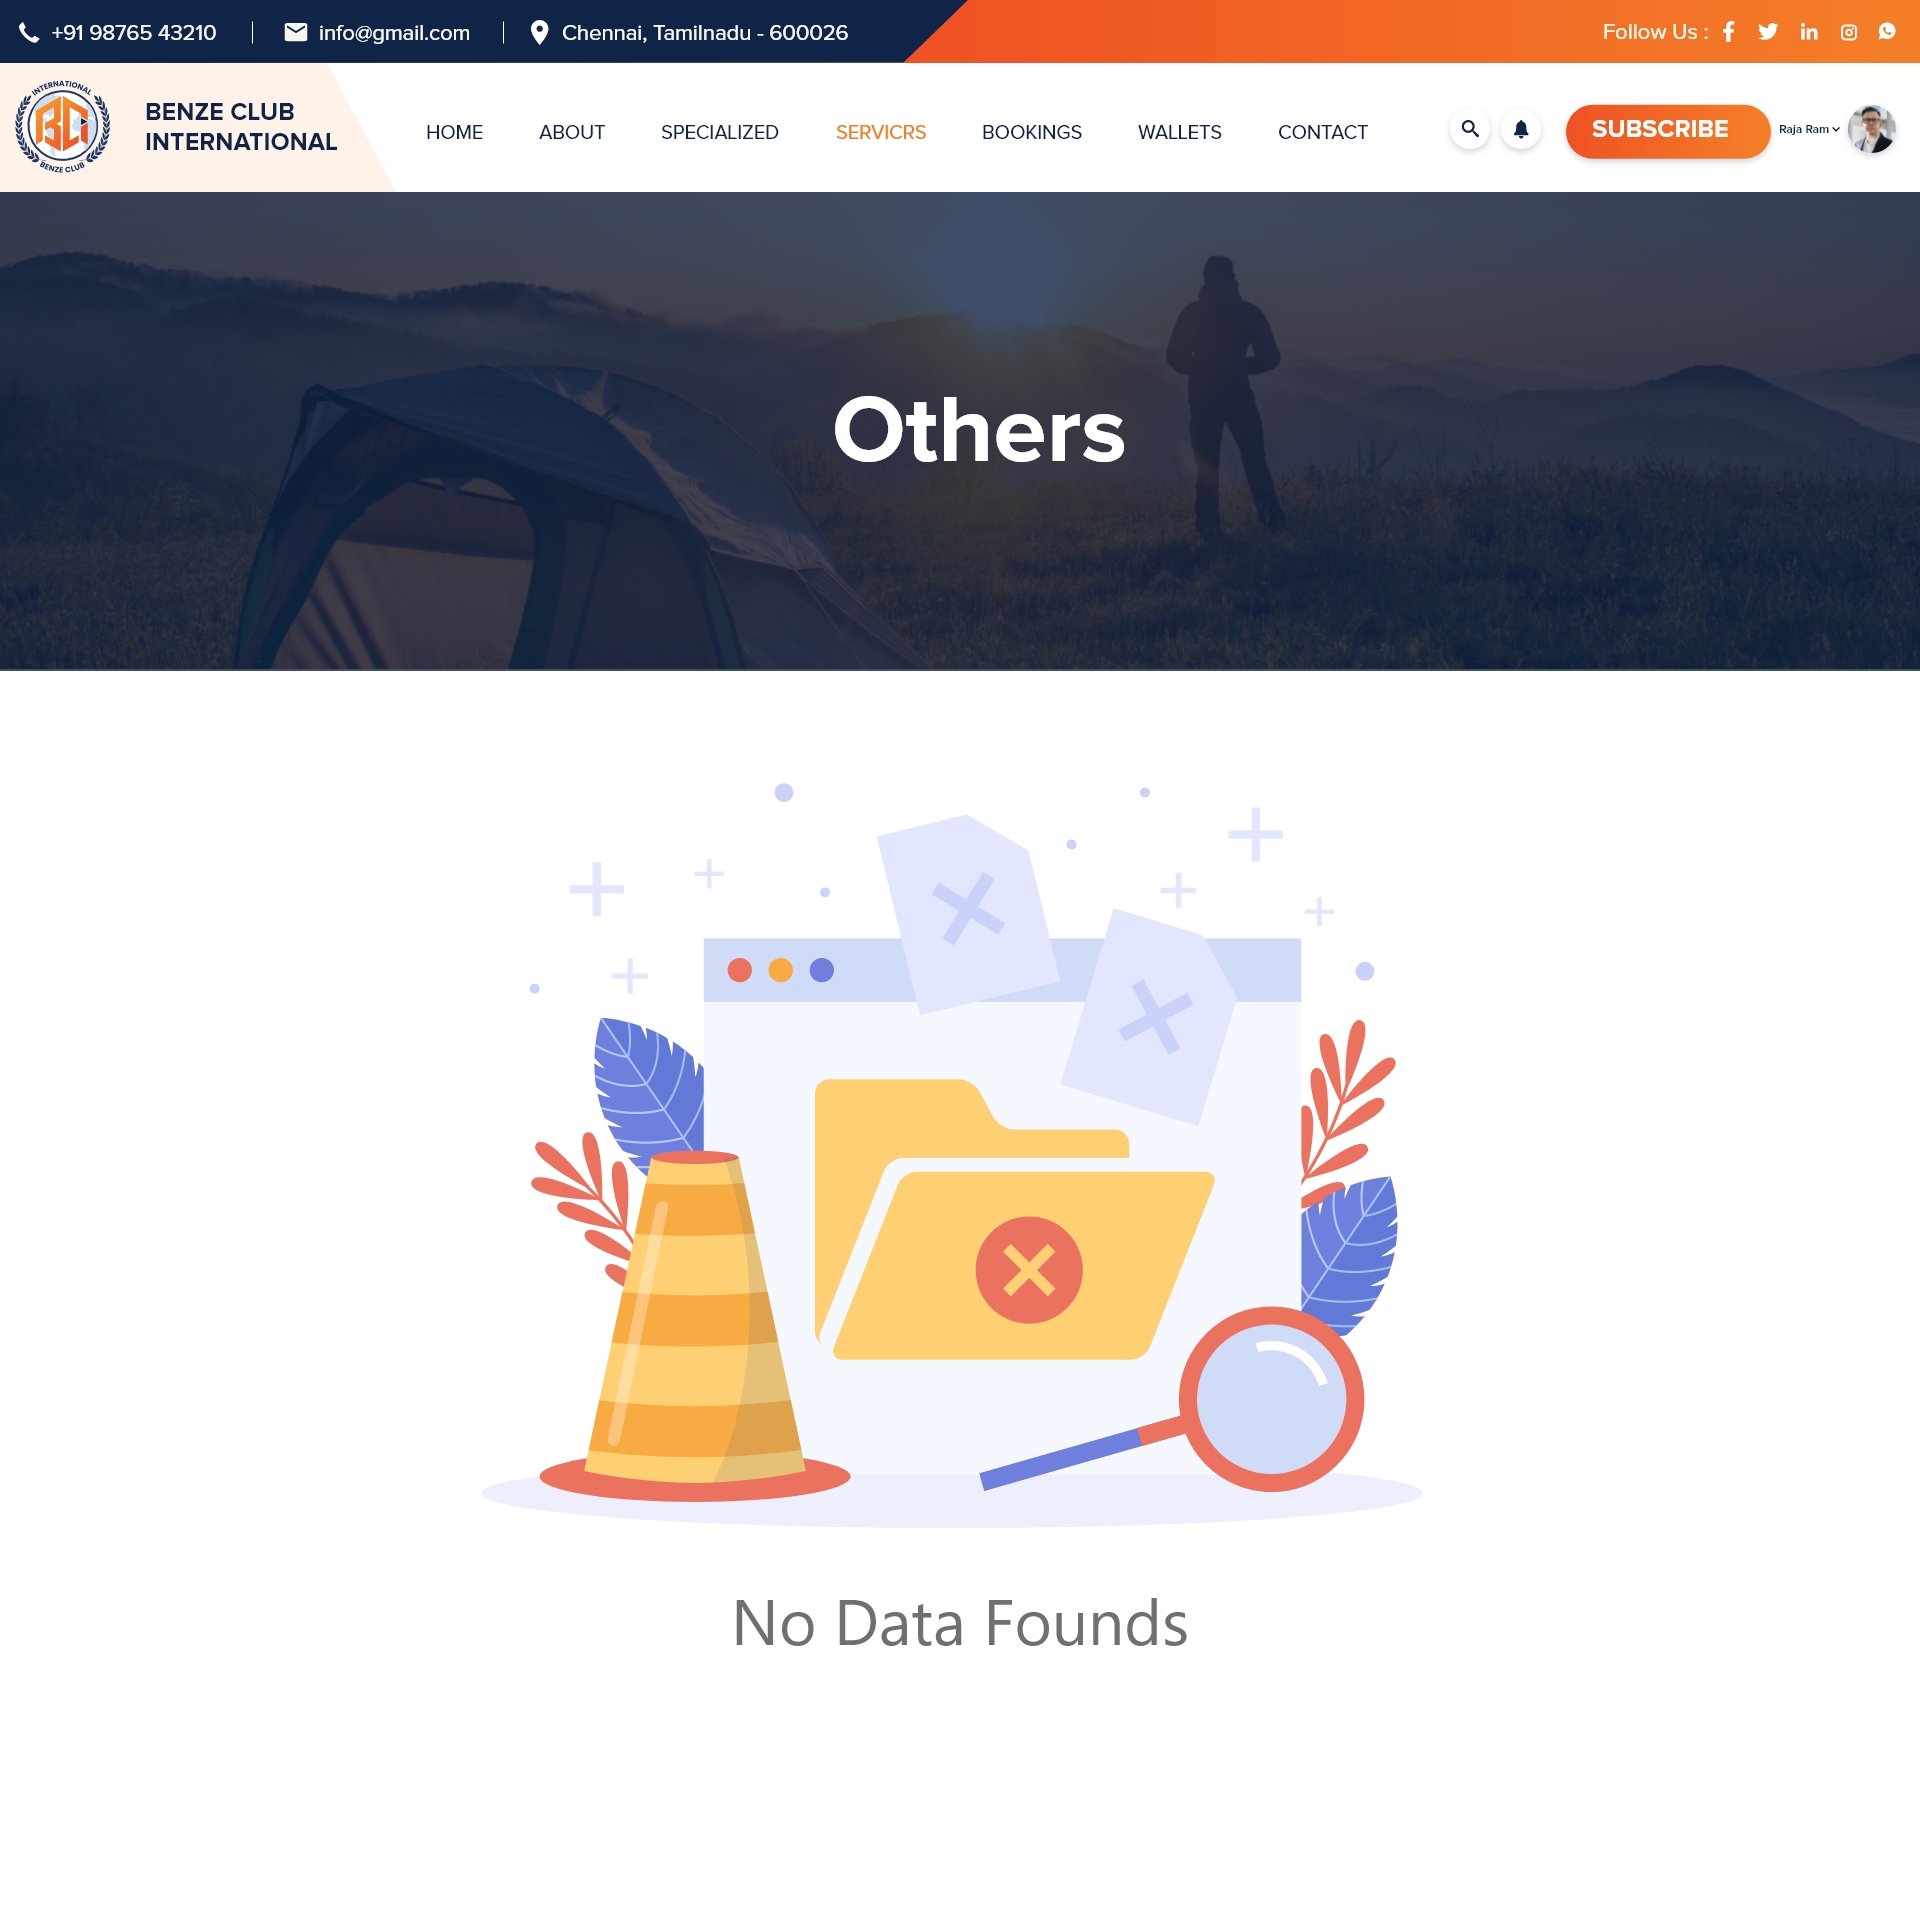 +91 98765 43210
info@gmail.com
Chennai, Tamilnadu - 600026
Follow Us :
INTERNATIONAL
BCI
BENZE CLUB
BENZE CLUB
INTERNATIONAL
HOME
ABOUT
SPECIALIZED
SERVICRS
BOOKINGS
WALLETS
CONTACT
SUBSCRIBE
Raja Ram
Others
No Data Founds